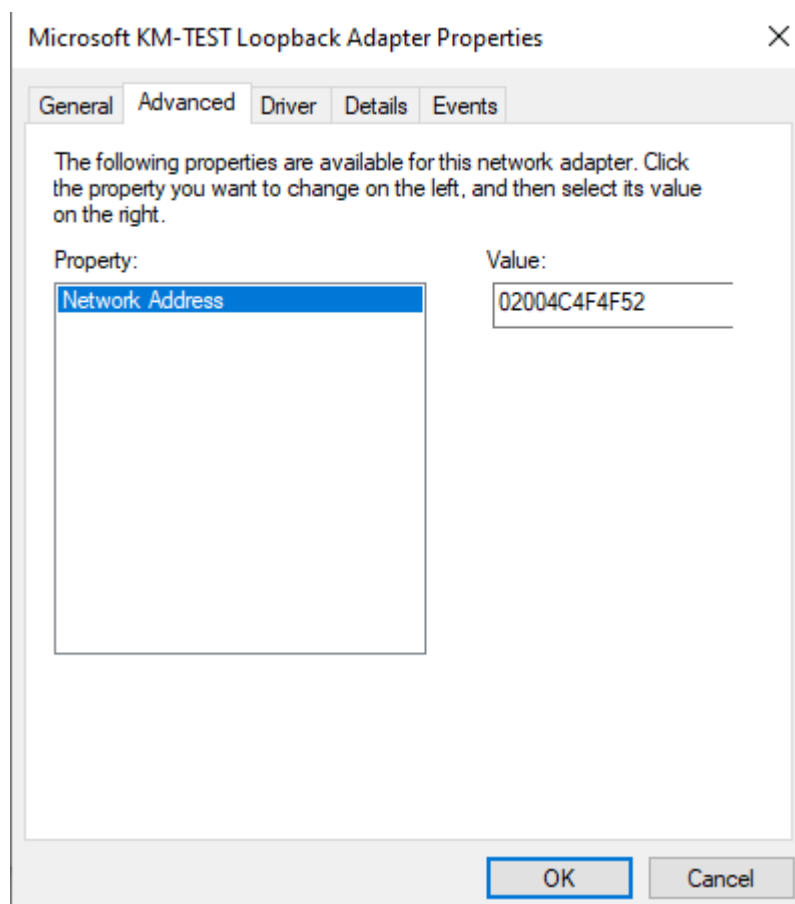 Microsoft KM-TEST Loopback Adapter Properties
General Advanced Driver Details Events
The following properties are available for this network adapter. Click
the property you want to change on the left, and then select its value
on the right.
Property: Value:
Network Address 02004C4F4F52
OK Cancel